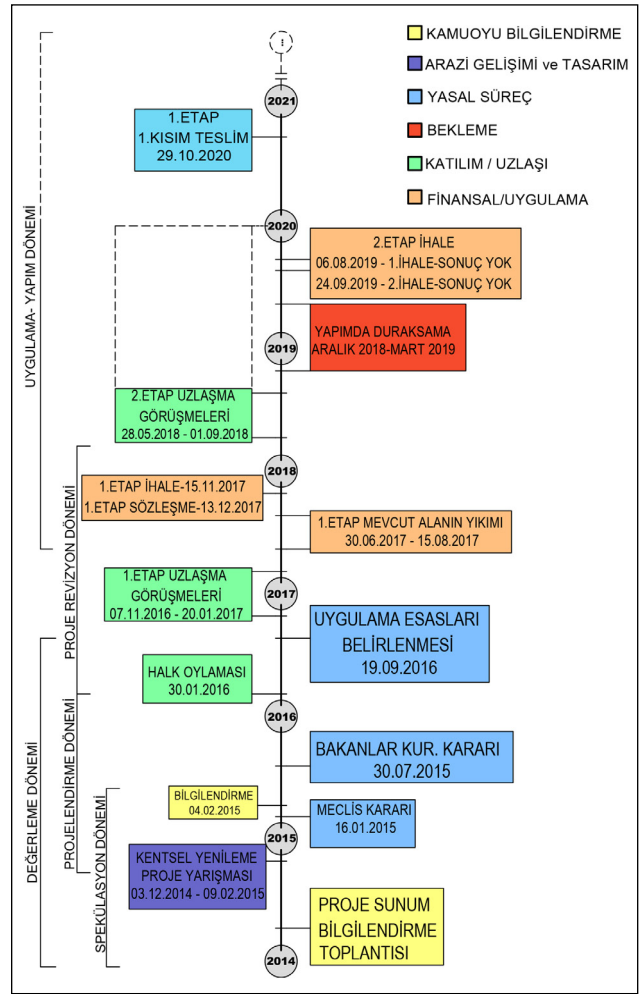 KAMUOYU BİLGİLENDİRME
ARAZİ GELİŞİMİ ve TASARIM
YASAL SÜREÇ
BEKLEME
KATILIM / UZLAŞI
FİNANSAL/UYGULAMA
2021
1.ETAP
1.KISIM TESLİM
29.10.2020
2020
2.ETAP İHALE
06.08.2019 - 1.İHALE-SONUÇ YOK
24.09.2019 - 2.İHALE-SONUÇ YOK
YAPIMDA DURAKSAMA
ARALIK 2018-MART 2019
2019
2.ETAP UZLAŞMA
GÖRÜŞMELERİ
28.05.2018 - 01.09.2018
2018
1.ETAP İHALE-15.11.2017
1.ETAP SÖZLEŞME-13.12.2017
1.ETAP MEVCUT ALANIN YIKIMI
30.06.2017 - 15.08.2017
1.ETAP UZLAŞMA
GÖRÜŞMELERİ
07.11.2016 - 20.01.2017
2017
UYGULAMA ESASLARI
BELİRLENMESİ
19.09.2016
HALK OYLAMASI
30.01.2016
2016
BAKANLAR KUR. KARARI
30.07.2015
BİLGİLENDİRME
04.02.2015
MECLİS KARARI
16.01.2015
2015
KENTSEL YENİLEME
PROJE YARIŞMASI
03.12.2014 - 09.02.2015
PROJE SUNUM
BİLGİLENDİRME
TOPLANTISI
2014
UYGULAMA- YAPIM DÖNEMİ
PROJE REVİZYON DÖNEMİ
DEĞERLEME DÖNEMİ
PROJELENDİRME DÖNEMİ
SPEKÜLASYON DÖNEMİ